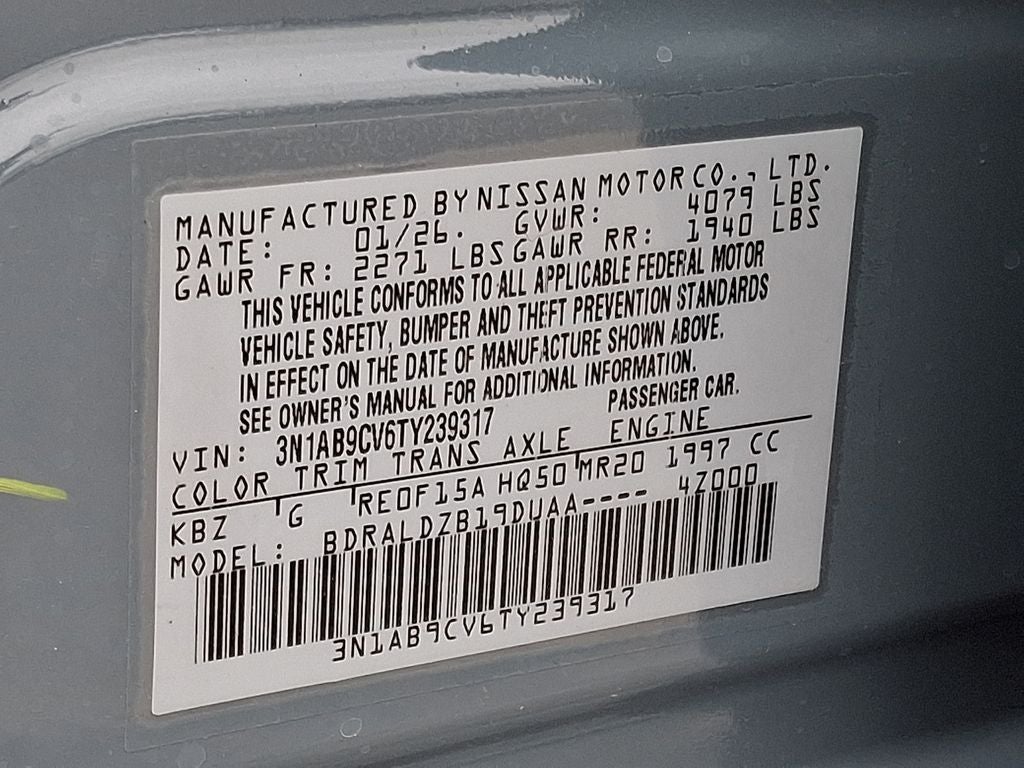 MANUFACTURED BY NISSAN MOTOR CO., LTD.
DATE: 01/26. GVWR: 4079 LBS
GAWR FR: 2271 LBS GAWR RR: 1940 LBS
THIS VEHICLE CONFORMS TO ALL APPLICABLE FEDERAL MOTOR
VEHICLE SAFETY, BUMPER AND THEFT PREVENTION STANDARDS
IN EFFECT ON THE DATE OF MANUFACTURE SHOWN ABOVE.
SEE OWNER'S MANUAL FOR ADDITIONAL INFORMATION.
VIN: 3N1AB9CV6TY239317 PASSENGER CAR.
COLOR TRIM TRANS AXLE ENGINE
KBZ G RE0F15A HQ50 MR20 1997 CC
MODEL: BDRALDZB19DUAA---- 47000
3N1AB9CV6TY239317